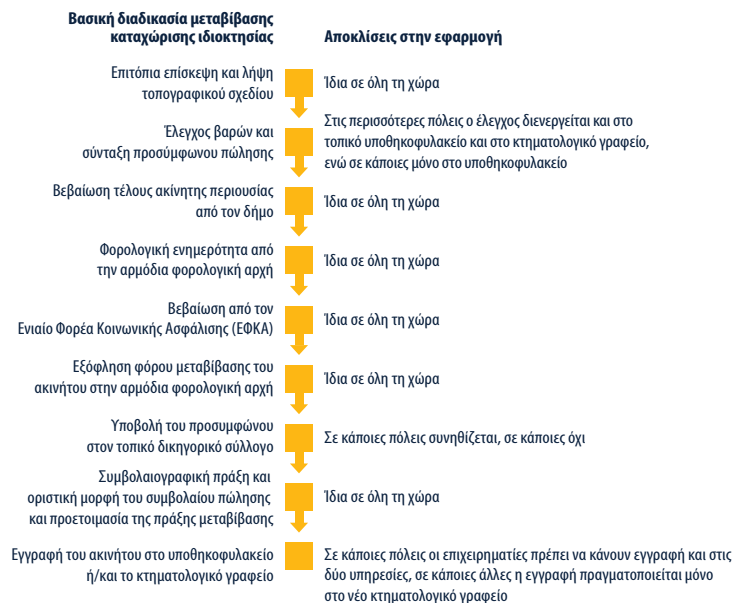 Βασική διαδικασία μεταβίβασης
καταχώρισης ιδιοκτησίας
Αποκλίσεις στην εφαρμογή
Επιτόπια επίσκεψη και λήψη
τοπογραφικού σχεδίου
Ίδια σε όλη τη χώρα
Έλεγχος βαρών και
σύνταξη προσύμφωνου πώλησης
Στις περισσότερες πόλεις ο έλεγχος διενεργείται και στο
τοπικό υποθηκοφυλακείο και στο κτηματολογικό γραφείο,
ενώ σε κάποιες μόνο στο υποθηκοφυλακείο
Βεβαίωση τέλους ακίνητης περιουσίας
από τον δήμο
Ίδια σε όλη τη χώρα
Φορολογική ενημερότητα από
την αρμόδια φορολογική αρχή
Ίδια σε όλη τη χώρα
Βεβαίωση από τον
Ενιαίο Φορέα Κοινωνικής Ασφάλισης (ΕΦΚΑ)
Ίδια σε όλη τη χώρα
Εξόφληση φόρου μεταβίβασης του
ακινήτου στην αρμόδια φορολογική αρχή
Ίδια σε όλη τη χώρα
Υποβολή του προσυμφώνου
στον τοπικό δικηγορικό σύλλογο
Σε κάποιες πόλεις συνηθίζεται, σε κάποιες όχι
Συμβολαιογραφική πράξη και
οριστική μορφή του συμβολαίου πώλησης
και προετοιμασία της πράξης μεταβίβασης
Ίδια σε όλη τη χώρα
Εγγραφή του ακινήτου στο υποθηκοφυλακείο
ή/και το κτηματολογικό γραφείο
Σε κάποιες πόλεις οι επιχειρηματίες πρέπει να κάνουν εγγραφή και στις
δύο υπηρεσίες, σε κάποιες άλλες η εγγραφή πραγματοποιείται μόνο
στο νέο κτηματολογικό γραφείο